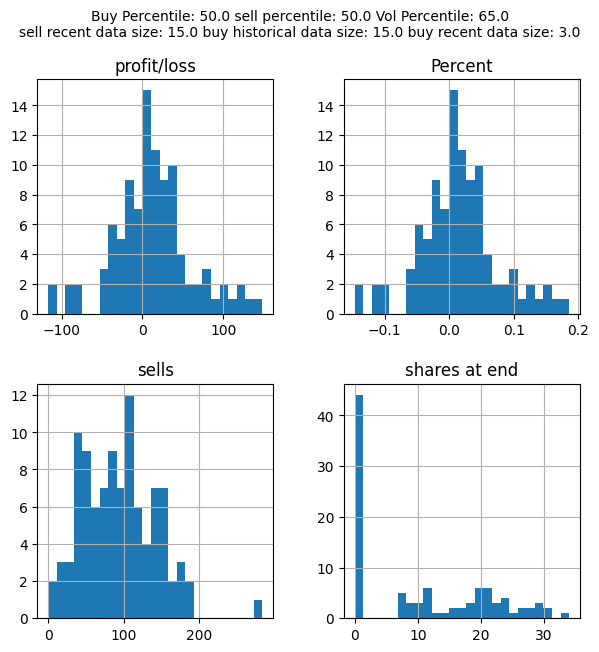 Buy Percentile: 50.0 sell percentile: 50.0 Vol Percentile: 65.0
sell recent data size: 15.0 buy historical data size: 15.0 buy recent data size: 3.0
profit/loss
14
12
10
8
6
4
2
0
−100 0 100
Percent
14
12
10
8
6
4
2
0
−0.1 0.0 0.1 0.2
sells
12
10
8
6
4
2
0
0 100 200
shares at end
40
30
20
10
0
0 10 20 30